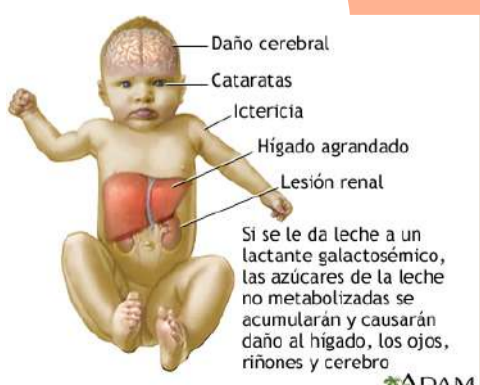 Daño cerebral
Cataratas
Ictericia
Hígado agrandado
Lesión renal
Si se le da leche a un
lactante galactosémico,
las azúcares de la leche
no metabolizadas se
acumularán y causarán
daño al hígado, los ojos,
riñones y cerebro
ADAM